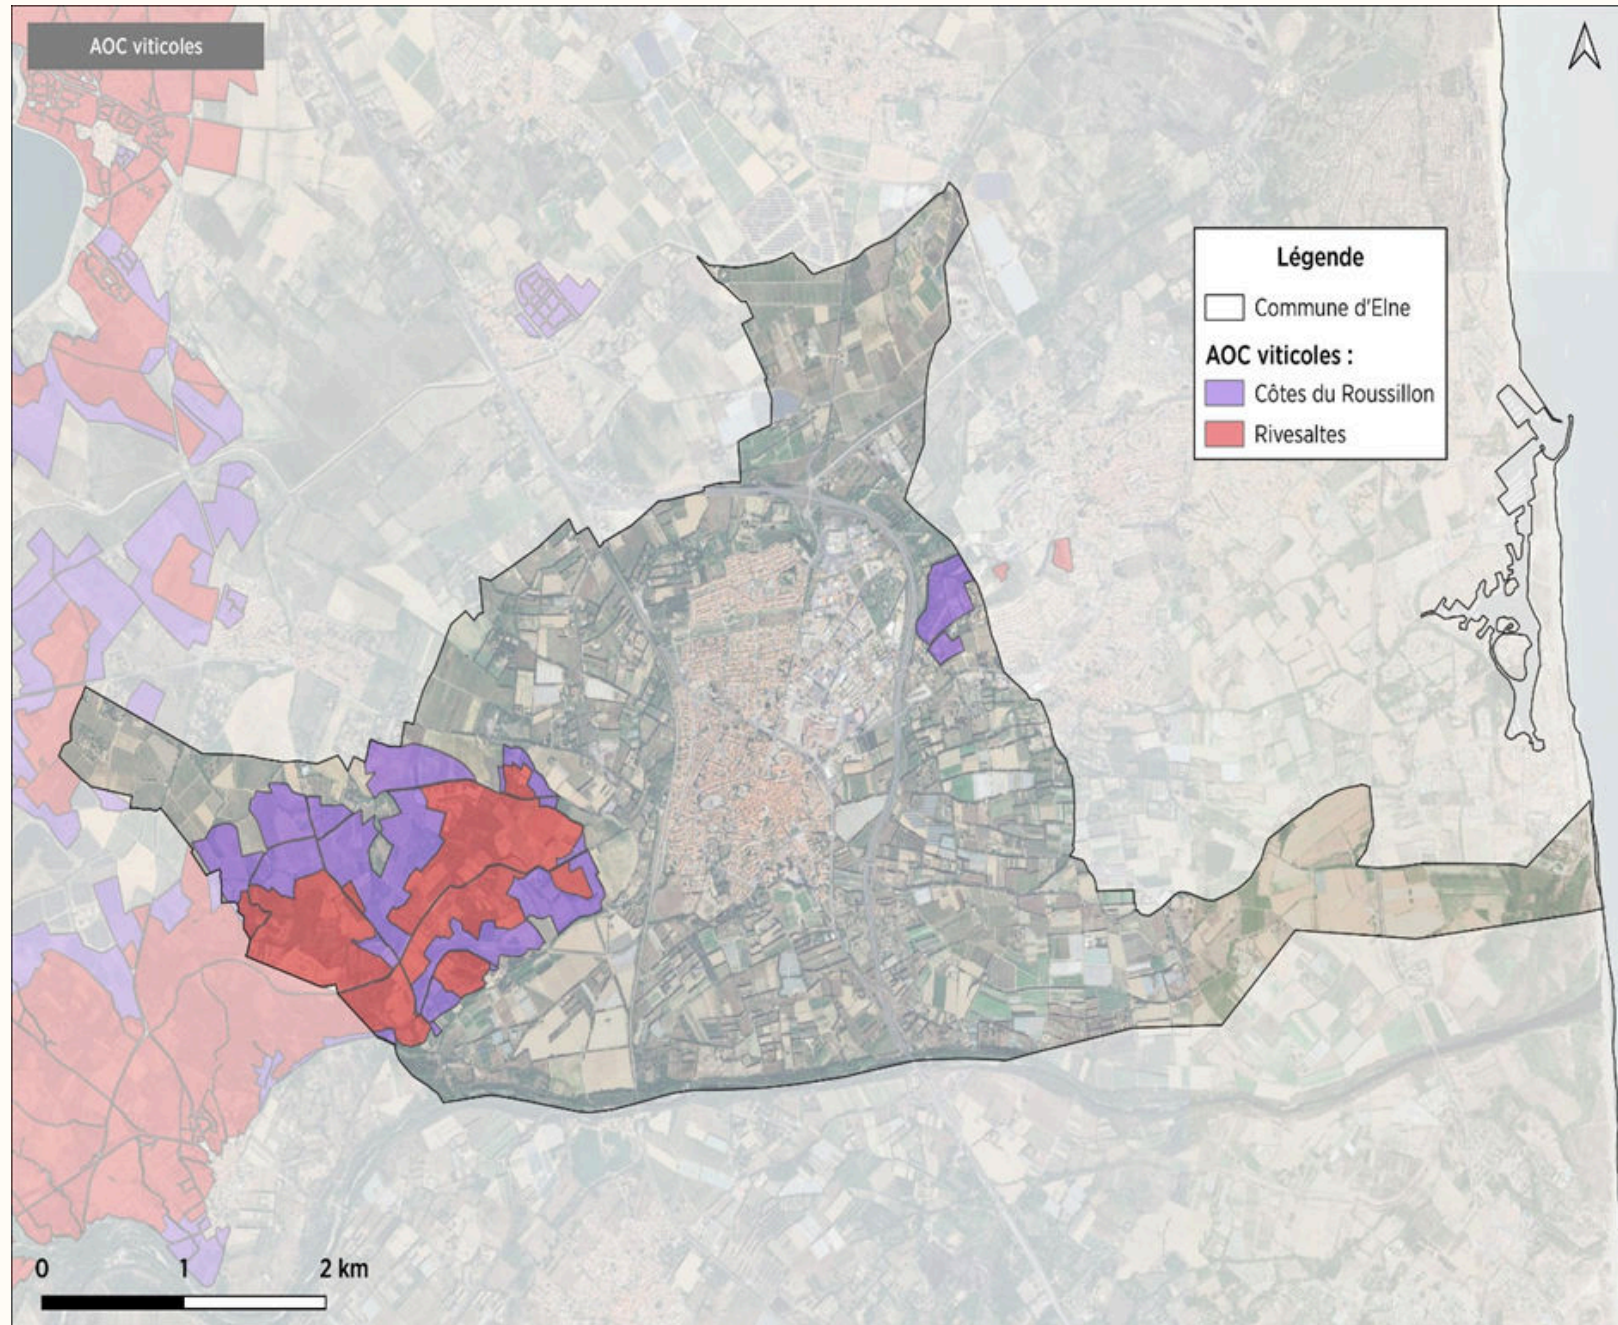 AOC viticoles
Légende
Commune d'Elne
AOC viticoles :
Côtes du Roussillon
Rivesaltes
0 1 2 km